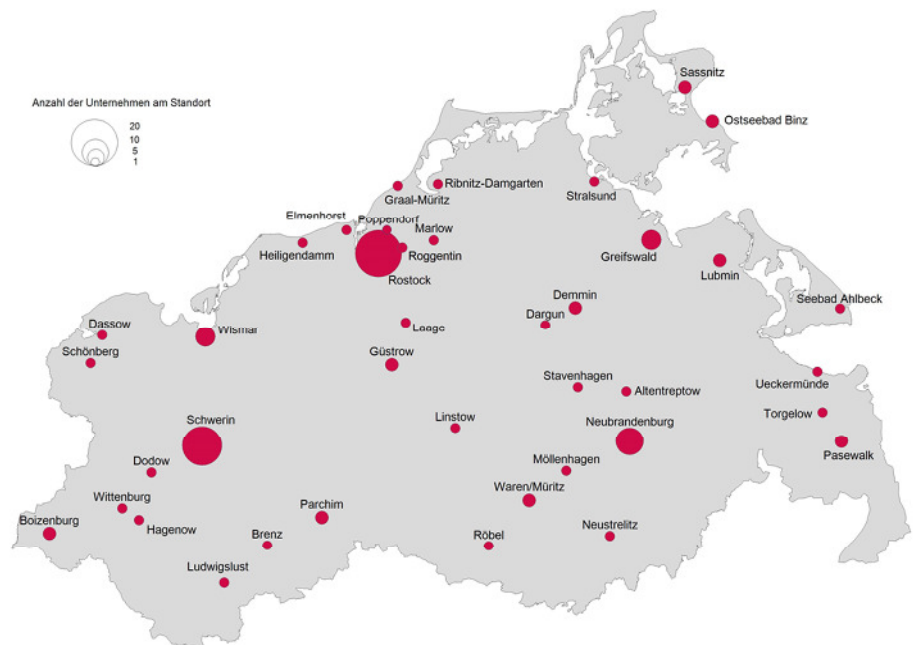 Sassnitz
Anzahl der Unternehmen am Standort
20
10
5
1
Ostseebad Binz
Ribnitz-Damgarten
Stralsund
Graal-Müritz
Elmenhorst
Poppendorf
Marlow
Heiligendamm
Roggentin
Greifswald
Lubmin
Rostock
Seebad Ahlbeck
Demmin
Dargun
Dassow
Wismar
Laage
Schönberg
Güstrow
Stavenhagen
Altentreptow
Ueckermünde
Torgelow
Schwerin
Linstow
Neubrandenburg
Pasewalk
Dodow
Möllenhagen
Wittenburg
Waren/Müritz
Parchim
Boizenburg
Hagenow
Brenz
Röbel
Neustrelitz
Ludwigslust